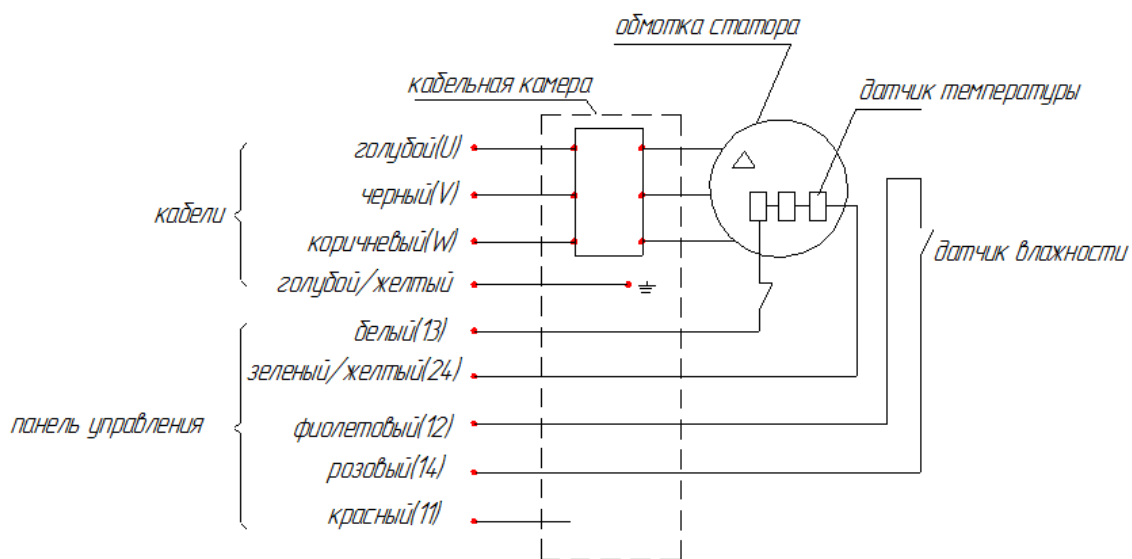 обмотка статора
кабельная камера
датчик температуры
голубой(U)
черный(V)
кабели
коричневый(W)
датчик влажности
голубой/желтый
белый(13)
зеленый/желтый(24)
панель управления
фиолетовый(12)
розовый(14)
красный(11)